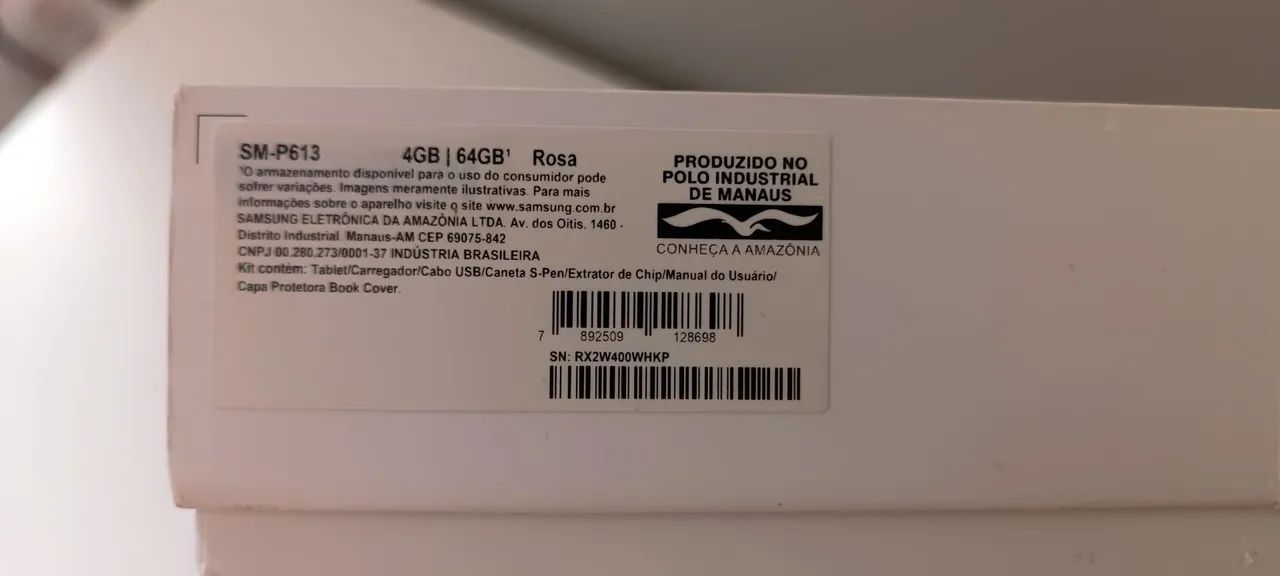 SM-P613 4GB | 64GB¹ Rosa
¹O armazenamento disponível para o uso do consumidor pode
sofrer variações. Imagens meramente ilustrativas. Para mais
informações sobre o aparelho visite o site www.samsung.com.br
SAMSUNG ELETRÔNICA DA AMAZÔNIA LTDA. Av. dos Oitis. 1460 -
Distrito Industrial. Manaus-AM CEP 69075-842
CNPJ 00.280.273/0001-37 INDÚSTRIA BRASILEIRA
Kit contém: Tablet/Carregador/Cabo USB/Caneta S-Pen/Extrator de Chip/Manual do Usuário/
Capa Protetora Book Cover.
PRODUZIDO NO
POLO INDUSTRIAL
DE MANAUS
CONHEÇA A AMAZÔNIA
7 892509 128698
SN: RX2W400WHKP